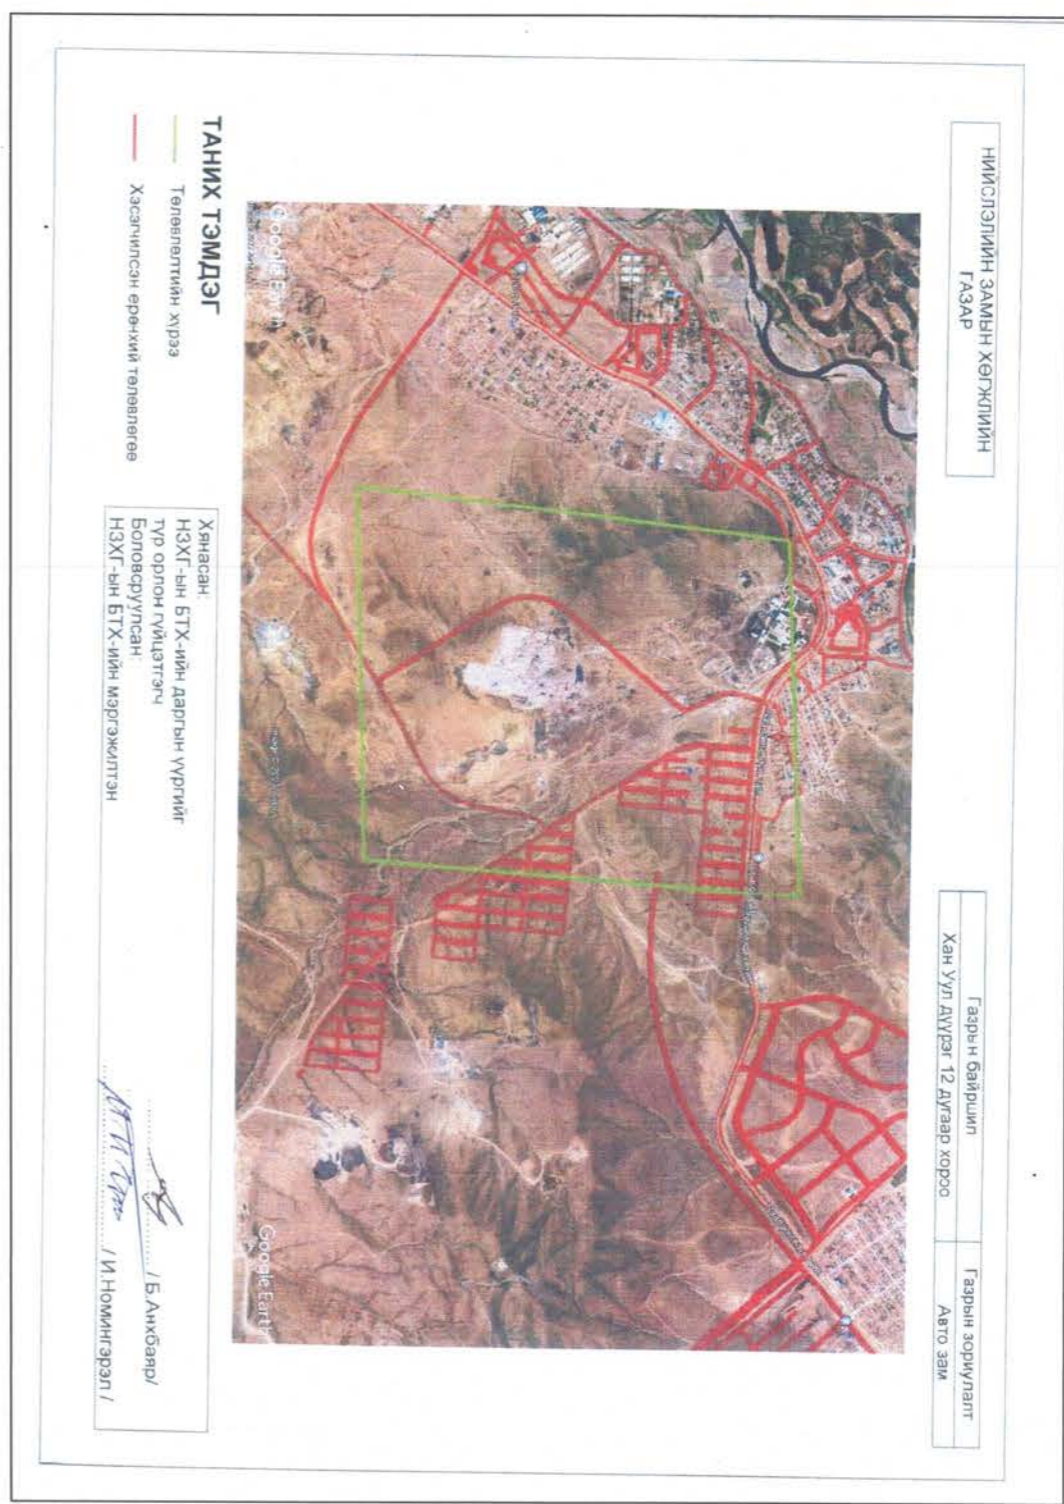 НИЙСЛЭЛИЙН ЗАМЫН ХӨГЖЛИЙН
ГАЗАР
Газрын байршил
Газрын зориулалт
Хан Уул дүүрэг 12 дугаар хороо
Авто зам
Google Earth
Google Earth
ТАНИХ ТЭМДЭГ
Төлөвлөлтийн хүрээ
Хэсэгчилсэн ерөнхий төлөвлөгөө
Хянасан:
НЗХГ-ын БТХ-ийн даргын үүргийг
түр орлон гүйцэтгэгч
/ Б.Анхбаяр/
Боловсруулсан:
НЗХГ-ын БТХ-ийн мэргэжилтэн
/ И.Номингэрэл /